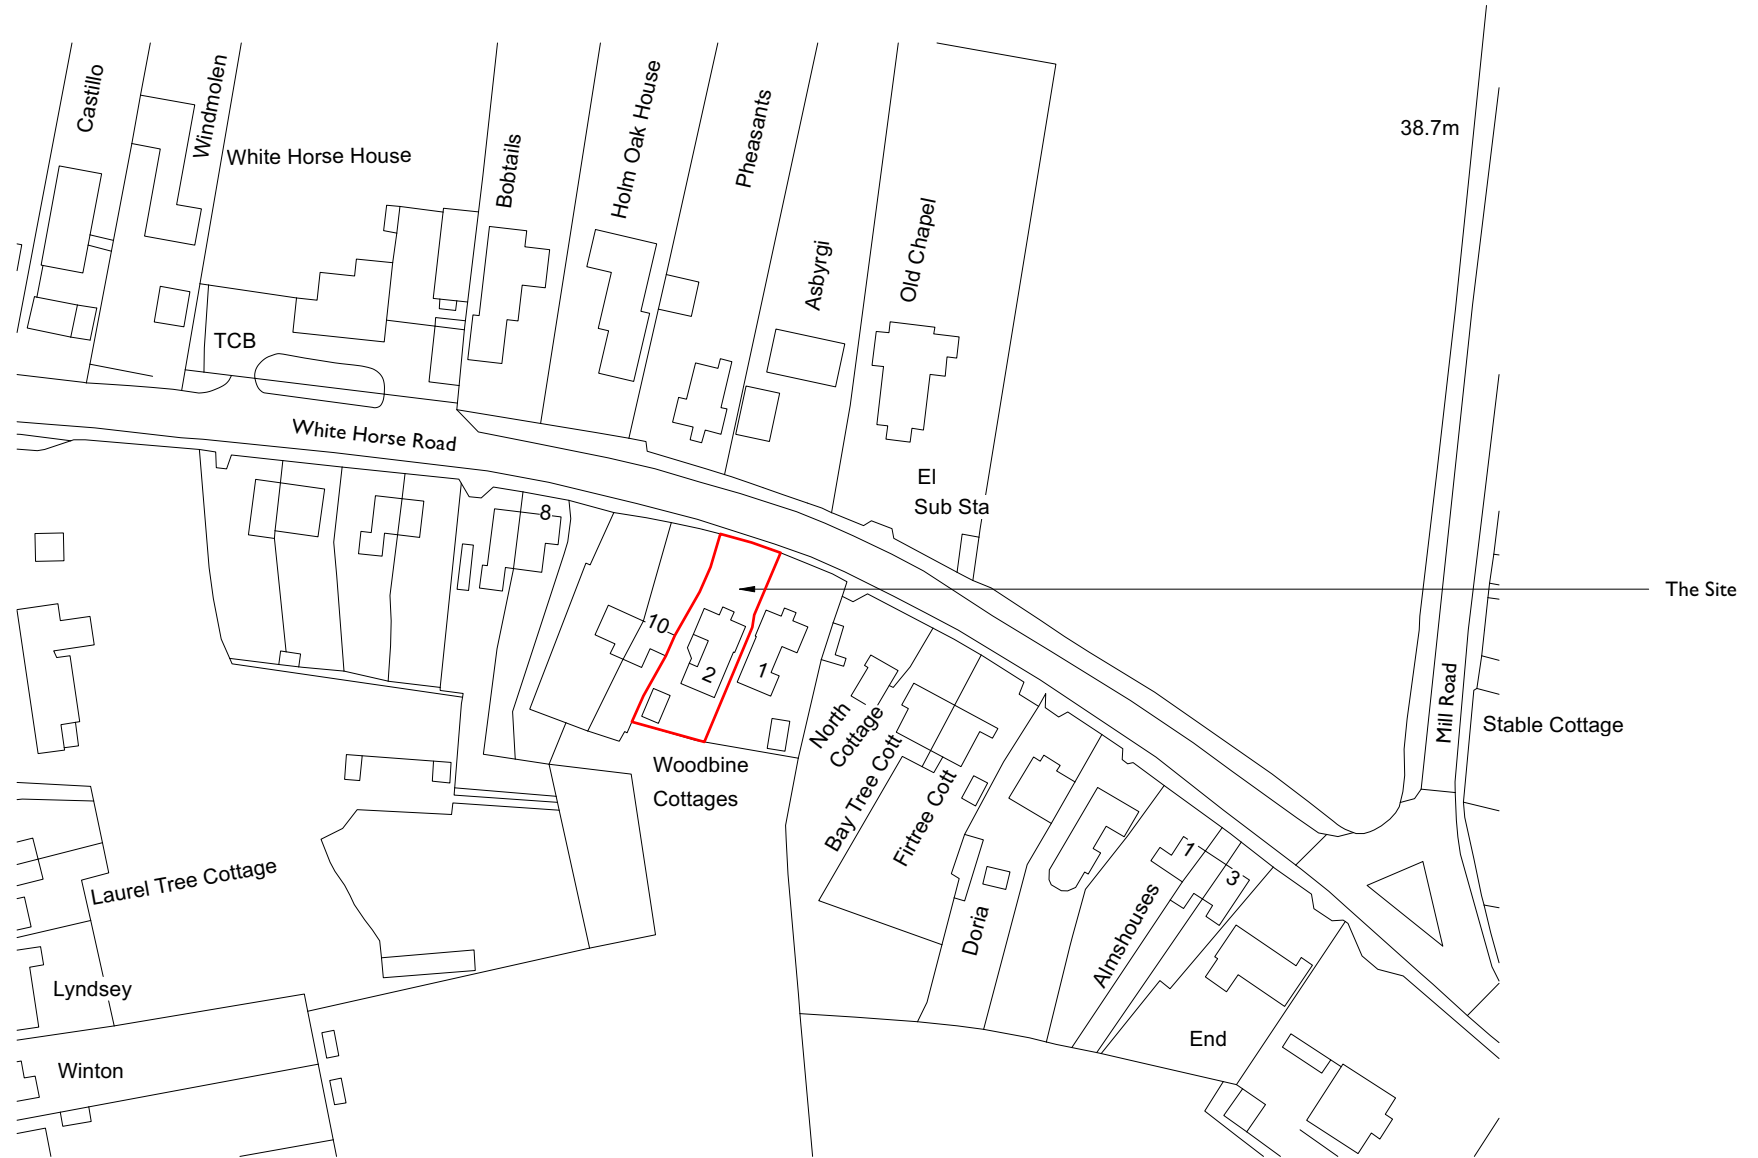 Castillo
Windmolen
White Horse House
Bobtails
Holm Oak House
Pheasants
Asbyrgi
Old Chapel
38.7m
TCB
White Horse Road
El
Sub Sta
8
The Site
10
2
1
Woodbine
Cottages
North
Cottage
Bay Tree Cott
Firtree Cott
Mill Road
Stable Cottage
Laurel Tree Cottage
Doria
Almshouses
1
3
Lyndsey
End
Winton